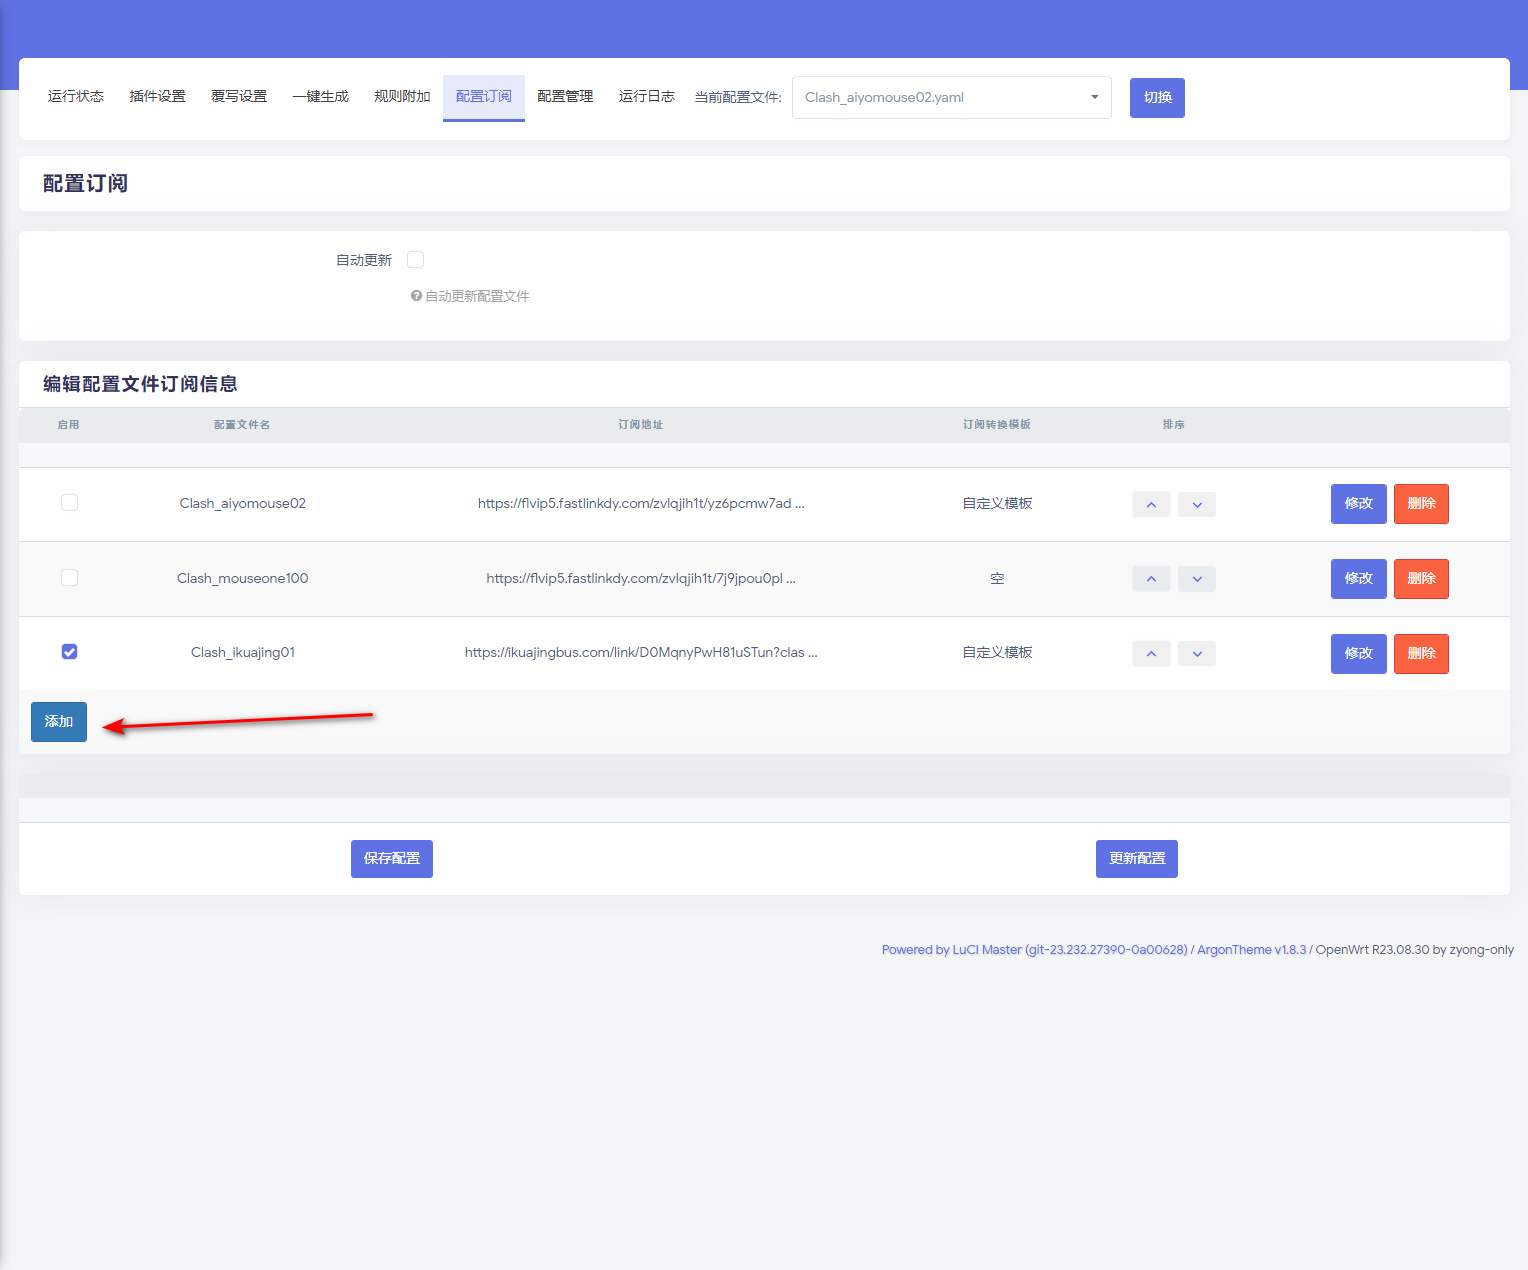 运行状态 插件设置 覆写设置 一键生成 规则附加 配置订阅 配置管理 运行日志 当前配置文件: Clash_aiyomouse02.yaml 切换
配置订阅
自动更新
自动更新配置文件
编辑配置文件订阅信息
启用 配置文件名 订阅地址 订阅转换模板 排序
Clash_aiyomouse02 https://flvip5.fastlinkdy.com/zvlqjih1t/yz6pcmw7ad ... 自定义模板 修改 删除
Clash_mouseone100 https://flvip5.fastlinkdy.com/zvlqjih1t/7j9jpou0pl ... 空 修改 删除
Clash_ikuajing01 https://ikuajingbus.com/link/D0MqnyPwH81uSTun?clas ... 自定义模板 修改 删除
添加
保存配置 更新配置
Powered by LuCI Master (git-23.232.27390-0a00628) / ArgonTheme v1.8.3 / OpenWrt R23.08.30 by zyong-only